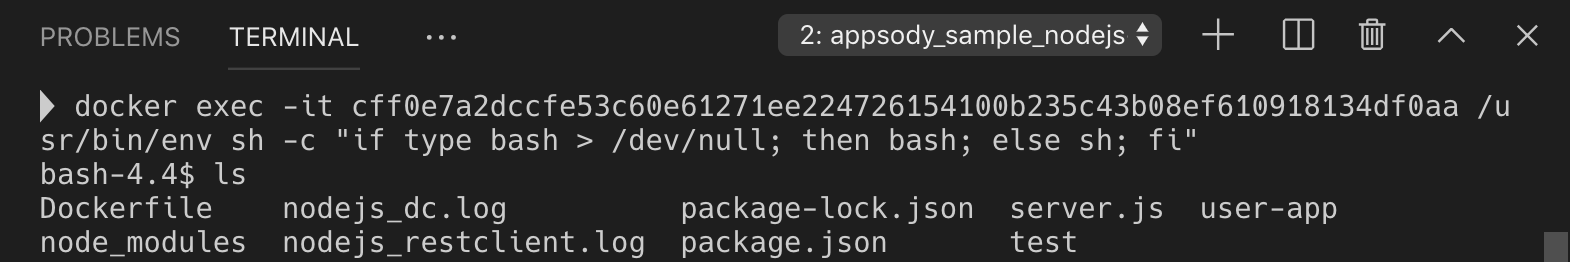 PROBLEMS TERMINAL ... 2: appsody_sample_nodejs
docker exec -it cff0e7a2dccfe53c60e61271ee224726154100b235c43b08ef610918134df0aa /u
sr/bin/env sh -c "if type bash > /dev/null; then bash; else sh; fi"
bash-4.4$ ls
Dockerfile nodejs_dc.log package-lock.json server.js user-app
node_modules nodejs_restclient.log package.json test